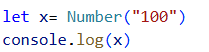 let x= Number("100")
console.log(x)